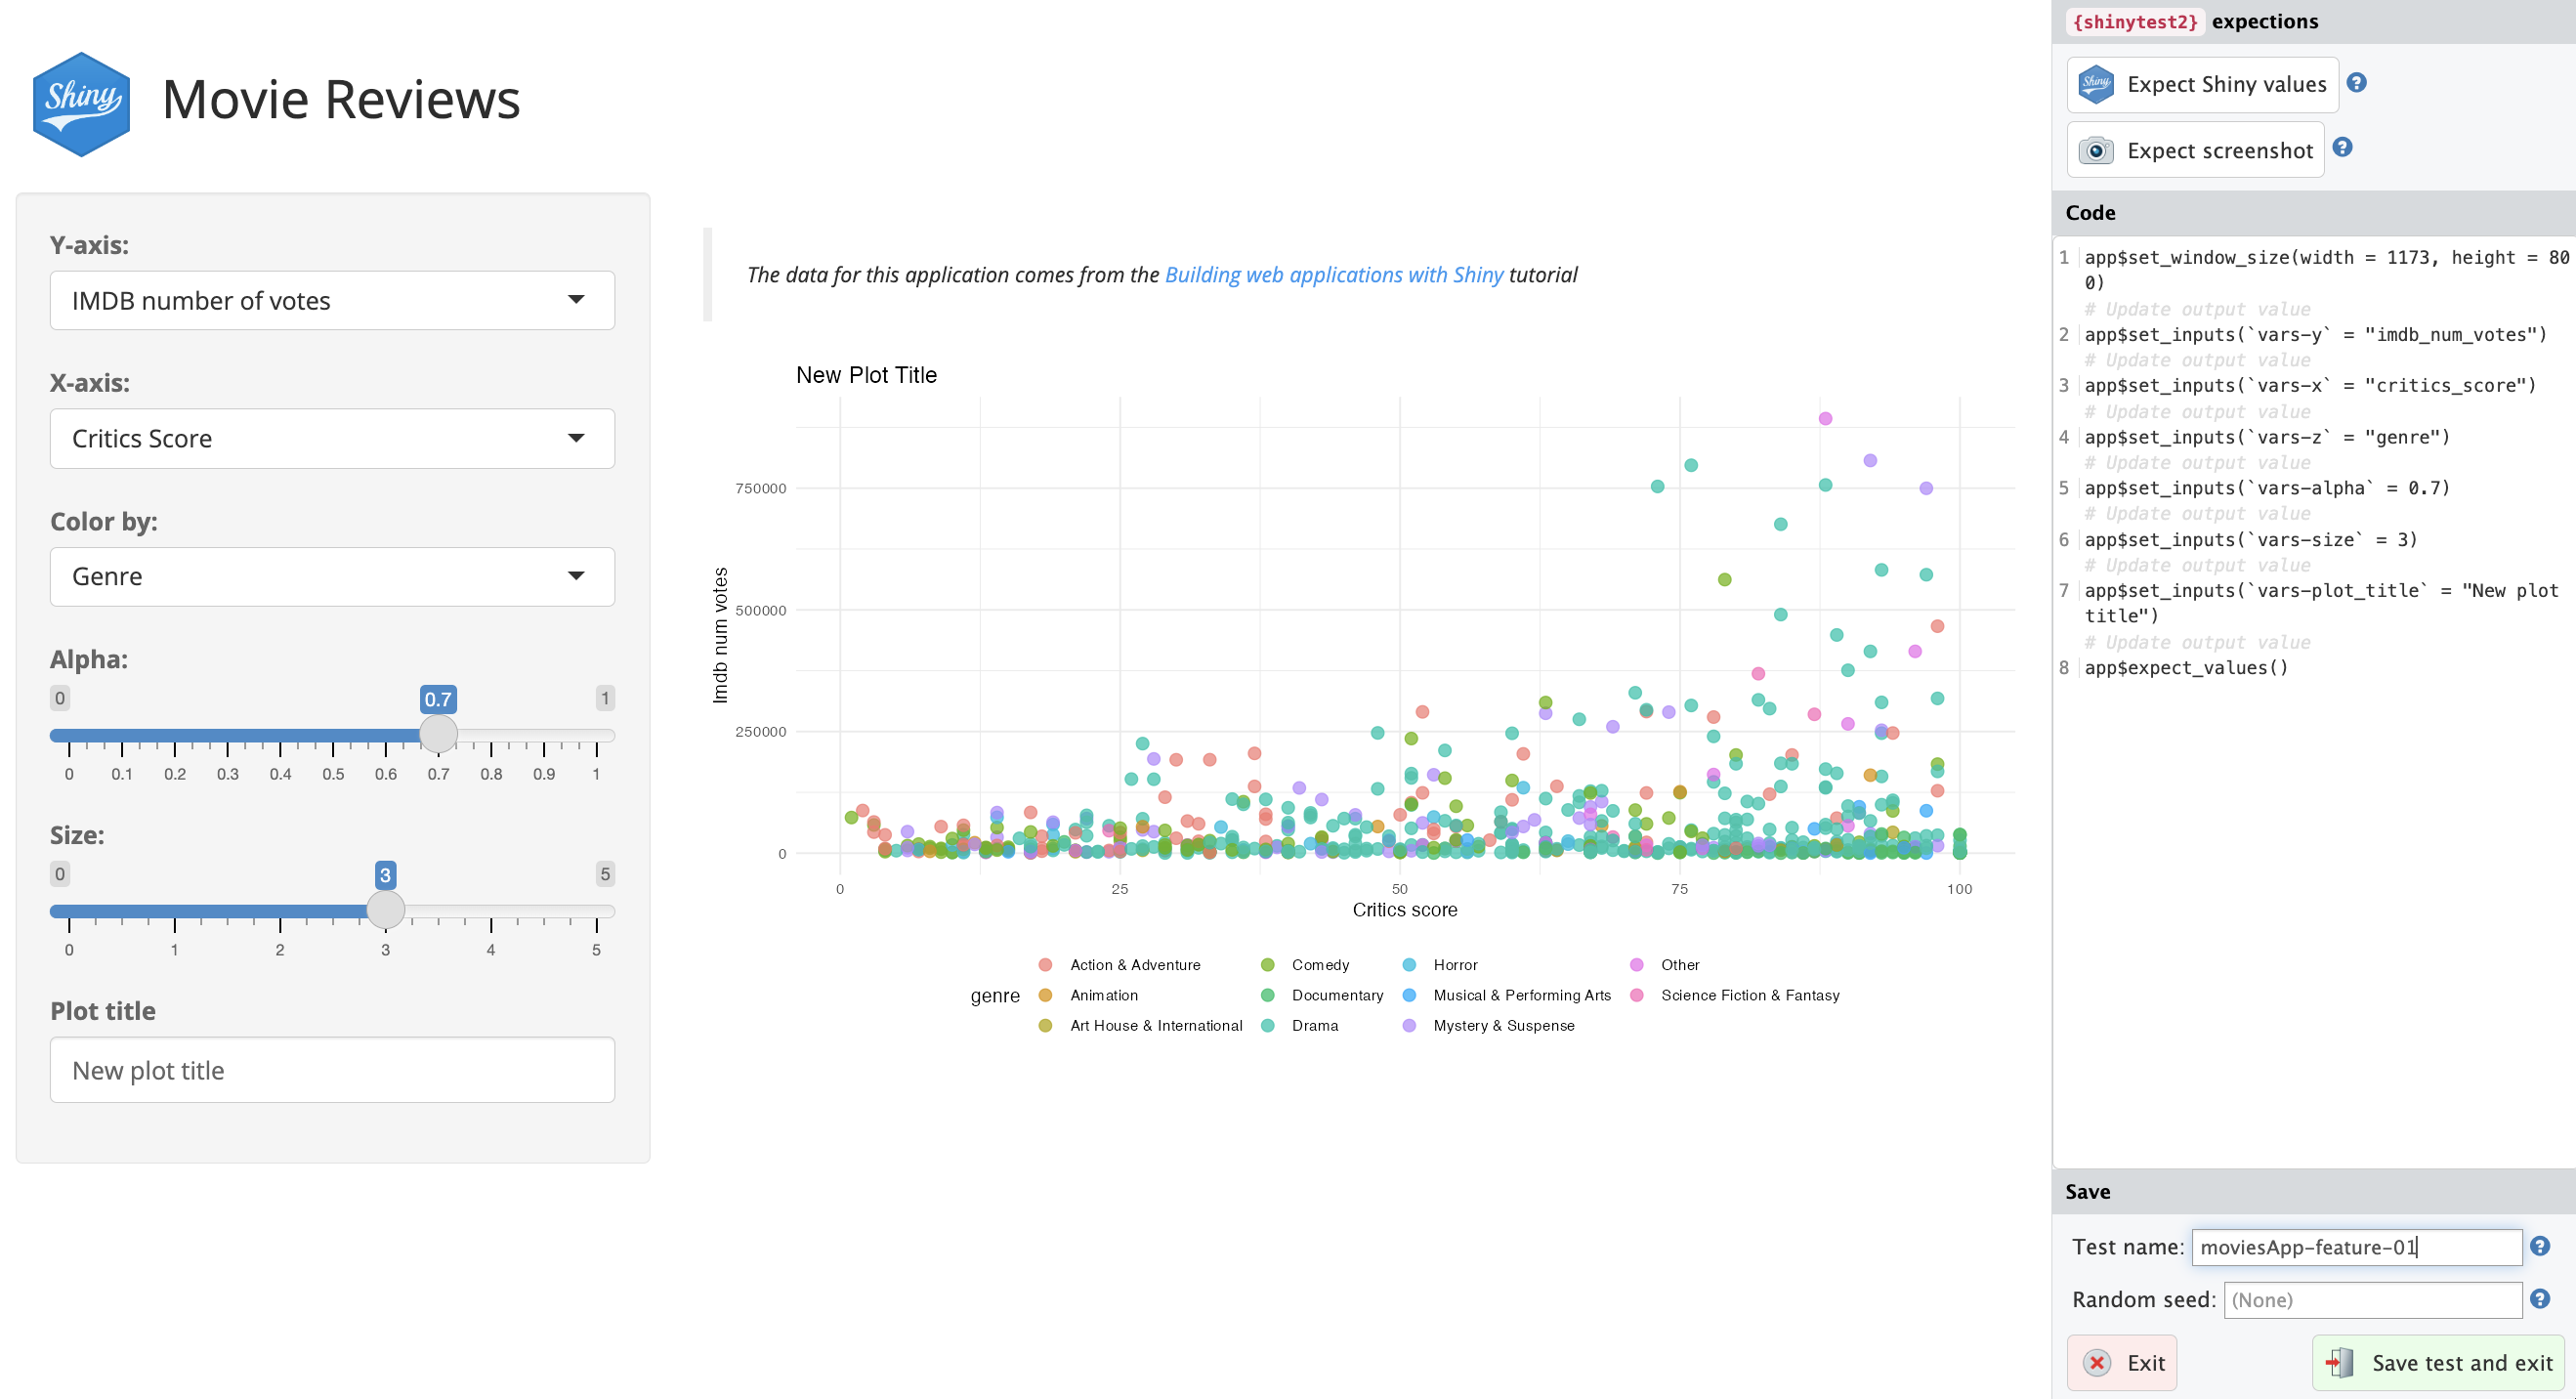 Shiny
Movie Reviews
Y-axis:
IMDB number of votes
X-axis:
Critics Score
Color by:
Genre
Alpha:
0 0.7 1
0 0.1 0.2 0.3 0.4 0.5 0.6 0.7 0.8 0.9 1
Size:
0 3 5
0 1 2 3 4 5
Plot title
New plot title
The data for this application comes from the Building web applications with Shiny tutorial
New Plot Title
Imdb num votes
750000
500000
250000
0
0 25 50 75 100
Critics score
genre
Action & Adventure
Animation
Art House & International
Comedy
Documentary
Drama
Horror
Musical & Performing Arts
Mystery & Suspense
Other
Science Fiction & Fantasy
{shinytest2} expections
Shiny Expect Shiny values ?
Expect screenshot ?
Code
1 app$set_window_size(width = 1173, height = 80
0)
# Update output value
2 app$set_inputs(`vars-y` = "imdb_num_votes")
# Update output value
3 app$set_inputs(`vars-x` = "critics_score")
# Update output value
4 app$set_inputs(`vars-z` = "genre")
# Update output value
5 app$set_inputs(`vars-alpha` = 0.7)
# Update output value
6 app$set_inputs(`vars-size` = 3)
# Update output value
7 app$set_inputs(`vars-plot_title` = "New plot
title")
# Update output value
8 app$expect_values()
Save
Test name: moviesApp-feature-01 ?
Random seed: (None) ?
Exit
Save test and exit